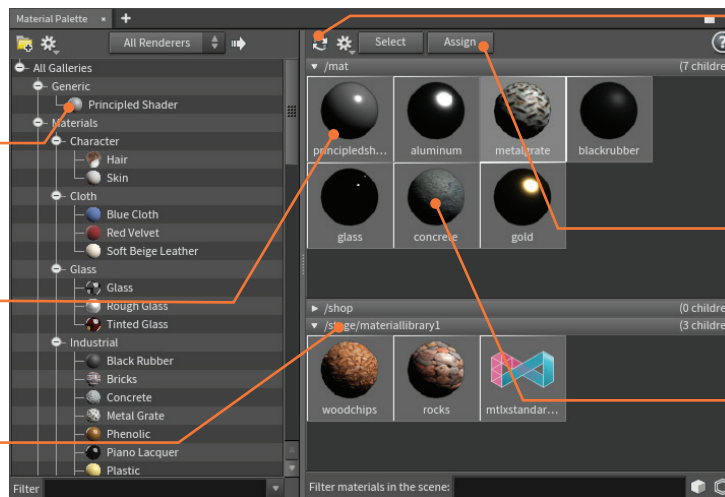 Material Palette
All Renderers
All Galleries
Generic
Principled Shader
Materials
Character
Hair
Skin
Cloth
Blue Cloth
Red Velvet
Soft Beige Leather
Glass
Glass
Rough Glass
Tinted Glass
Industrial
Black Rubber
Bricks
Concrete
Metal Grate
Phenolic
Piano Lacquer
Plastic
Filter
Select Assign ?
/mat (7 childre
principledsh... aluminum metalgrate blackrubber
glass concrete gold
/shop (0 childre
/stage/materiallibrary1 (3 childre
woodchips rocks mtlxstandar...
Filter materials in the scene: